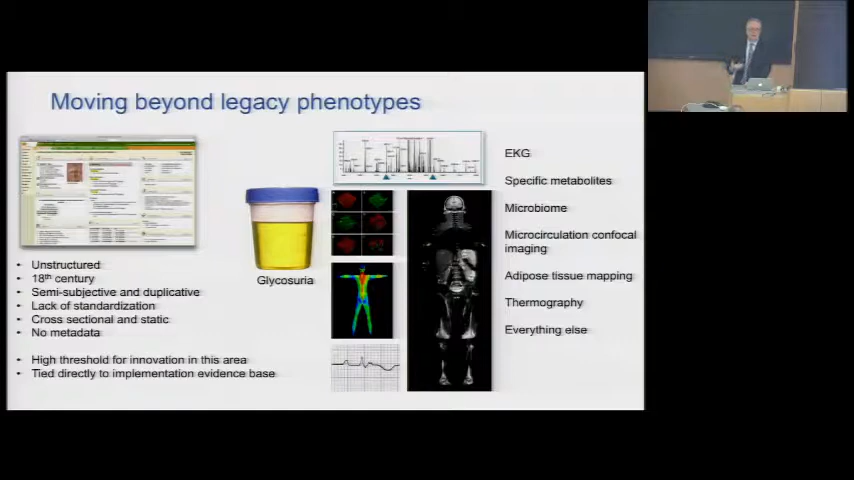 Moving beyond legacy phenotypes
Unstructured
18th century
Semi-subjective and duplicative
Lack of standardization
Cross sectional and static
No metadata
High threshold for innovation in this area
Tied directly to implementation evidence base
Glycosuria
EKG
Specific metabolites
Microbiome
Microcirculation confocal
imaging
Adipose tissue mapping
Thermography
Everything else